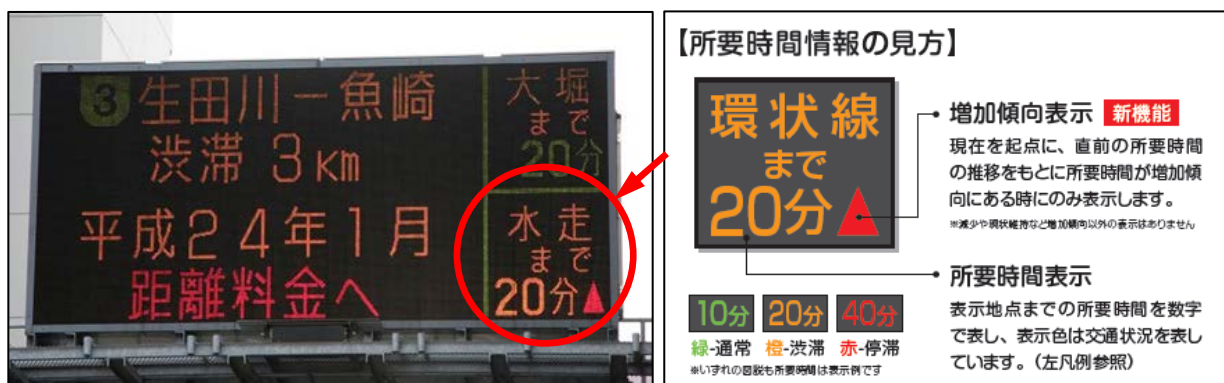 3 生田川ー魚崎
渋滞 3 Km
平成24年1月
距離料金へ
大堀
まで
20分
水走
まで
20分▲
【所要時間情報の見方】
環状線
まで
20分▲
増加傾向表示 新機能
現在を起点に、直前の所要時間
の推移をもとに所要時間が増加傾
向にある時にのみ表示します。
※減少や現状維持など増加傾向以外の表示はありません
所要時間表示
表示地点までの所要時間を数字
で表し、表示色は交通状況を表し
ています。(左凡例参照)
10分 20分 40分
緑-通常 橙-渋滞 赤-停滞
※いずれの図説も所要時間は表示例です